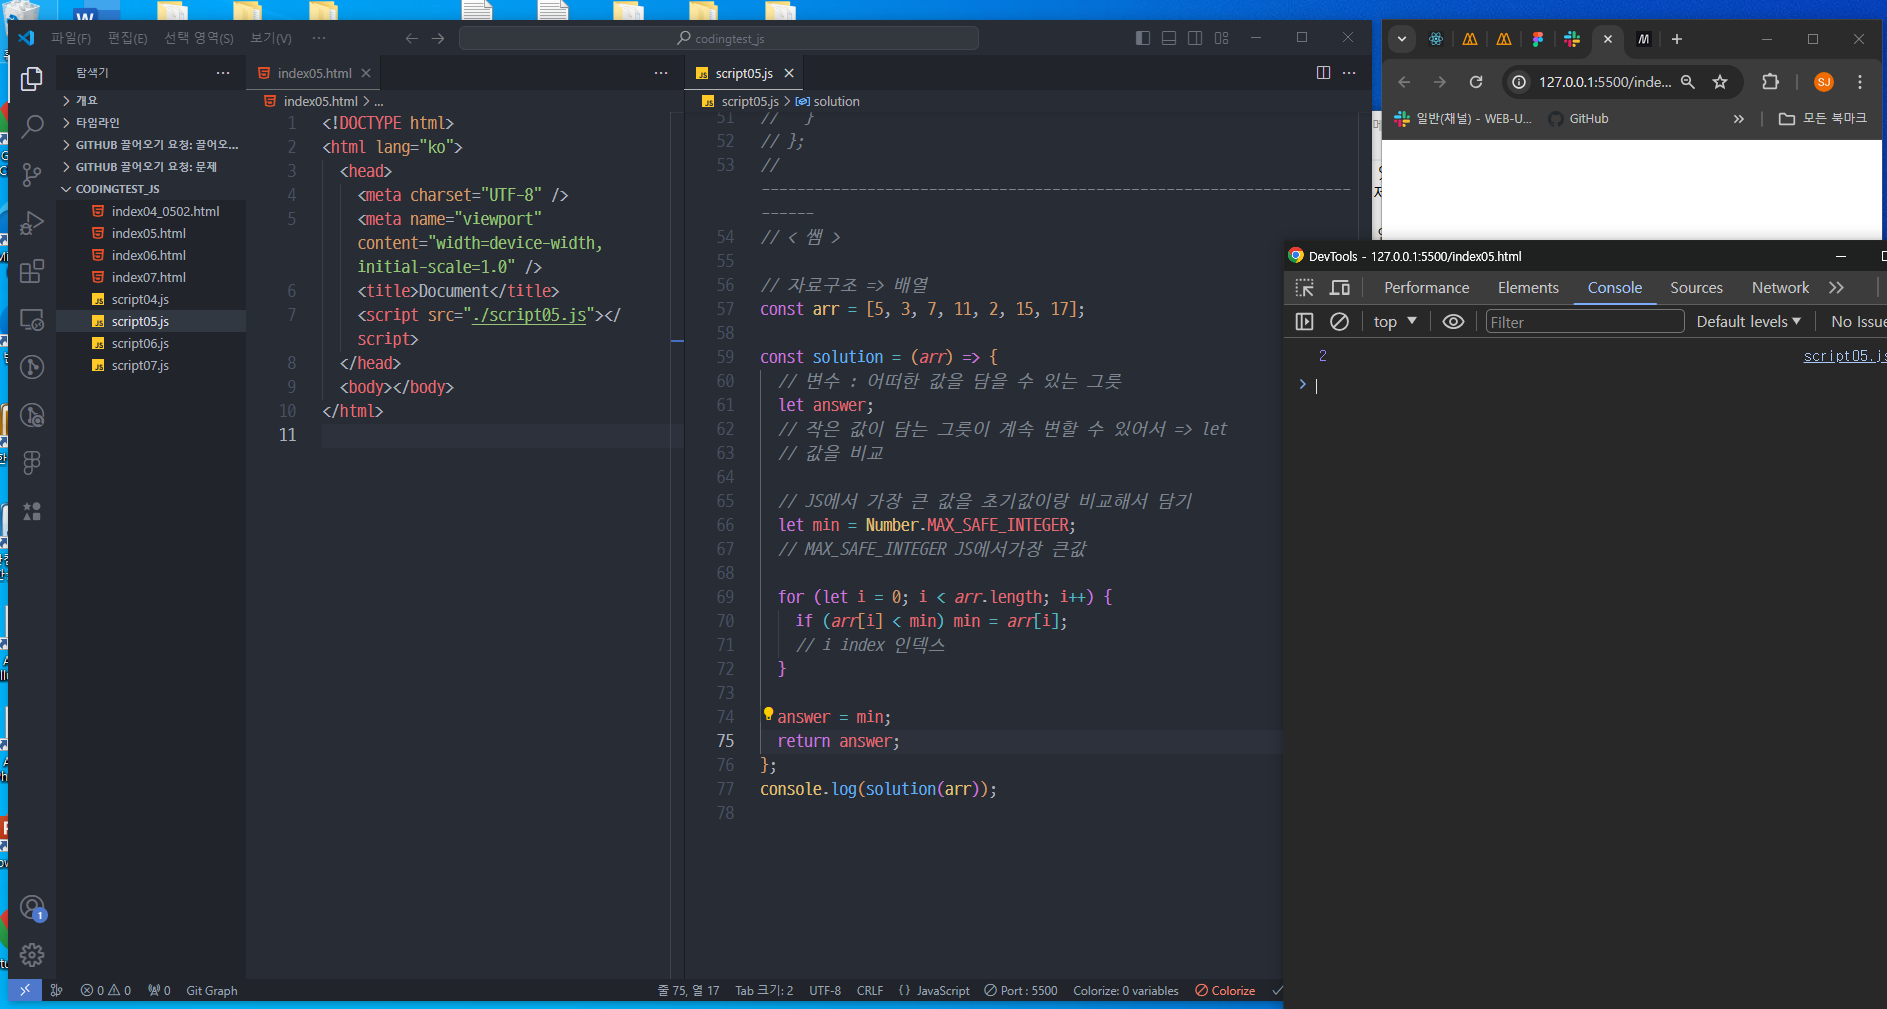 파일(F) 편집(E) 선택 영역(S) 보기(V) ···
codingtest_js
탐색기
개요
타임라인
GITHUB 끌어오기 요청: 끌어오...
GITHUB 끌어오기 요청: 문제
CODINGTEST_JS
index04_0502.html
index05.html
index06.html
index07.html
script04.js
script05.js
script06.js
script07.js
index05.html
index05.html > ...
1 <!DOCTYPE html>
2 <html lang="ko">
3 <head>
4 <meta charset="UTF-8" />
5 <meta name="viewport"
content="width=device-width,
initial-scale=1.0" />
6 <title>Document</title>
7 <script src="./script05.js"></
script>
8 </head>
9 <body></body>
10 </html>
11
script05.js
script05.js > solution
51 // }
52 // };
53 //
-------------------------------------------------------------------
------
54 // < 쌤 >
55
56 // 자료구조 => 배열
57 const arr = [5, 3, 7, 11, 2, 15, 17];
58
59 const solution = (arr) => {
60 // 변수 : 어떠한 값을 담을 수 있는 그릇
61 let answer;
62 // 작은 값이 담는 그릇이 계속 변할 수 있어서 => let
63 // 값을 비교
64
65 // JS에서 가장 큰 값을 초기값이랑 비교해서 담기
66 let min = Number.MAX_SAFE_INTEGER;
67 // MAX_SAFE_INTEGER JS에서가장 큰값
68
69 for (let i = 0; i < arr.length; i++) {
70 if (arr[i] < min) min = arr[i];
71 // i index 인덱스
72 }
73
74 answer = min;
75 return answer;
76 };
77 console.log(solution(arr));
78
1
0 0 0 Git Graph
줄 75, 열 17 Tab 크기: 2 UTF-8 CRLF {} JavaScript Port : 5500 Colorize: 0 variables Colorize
127.0.0.1:5500/inde... SJ
일반(채널) - WEB-U... GitHub » 모든 북마크
DevTools - 127.0.0.1:5500/index05.html
Performance Elements Console Sources Network »
top Filter Default levels No Issue
2 script05.js